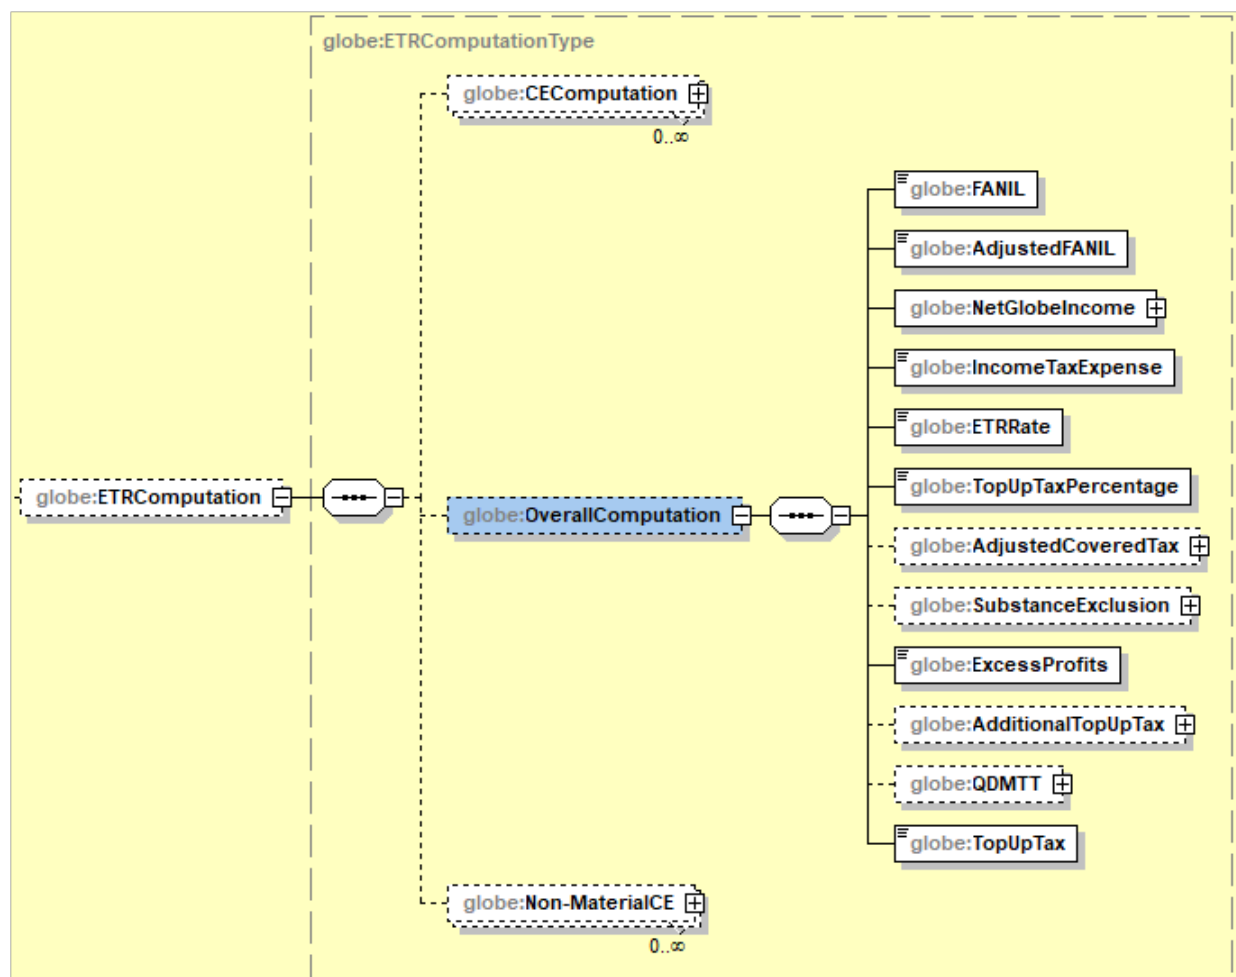 globe:ETRComputationType
globe:CEComputation
0..∞
globe:FANIL
globe:AdjustedFANIL
globe:NetGlobeIncome
globe:IncomeTaxExpense
globe:ETRRate
globe:ETRComputation
globe:TopUpTaxPercentage
globe:OverallComputation
globe:AdjustedCoveredTax
globe:SubstanceExclusion
globe:ExcessProfits
globe:AdditionalTopUpTax
globe:QDMTT
globe:TopUpTax
globe:Non-MaterialCE
0..∞